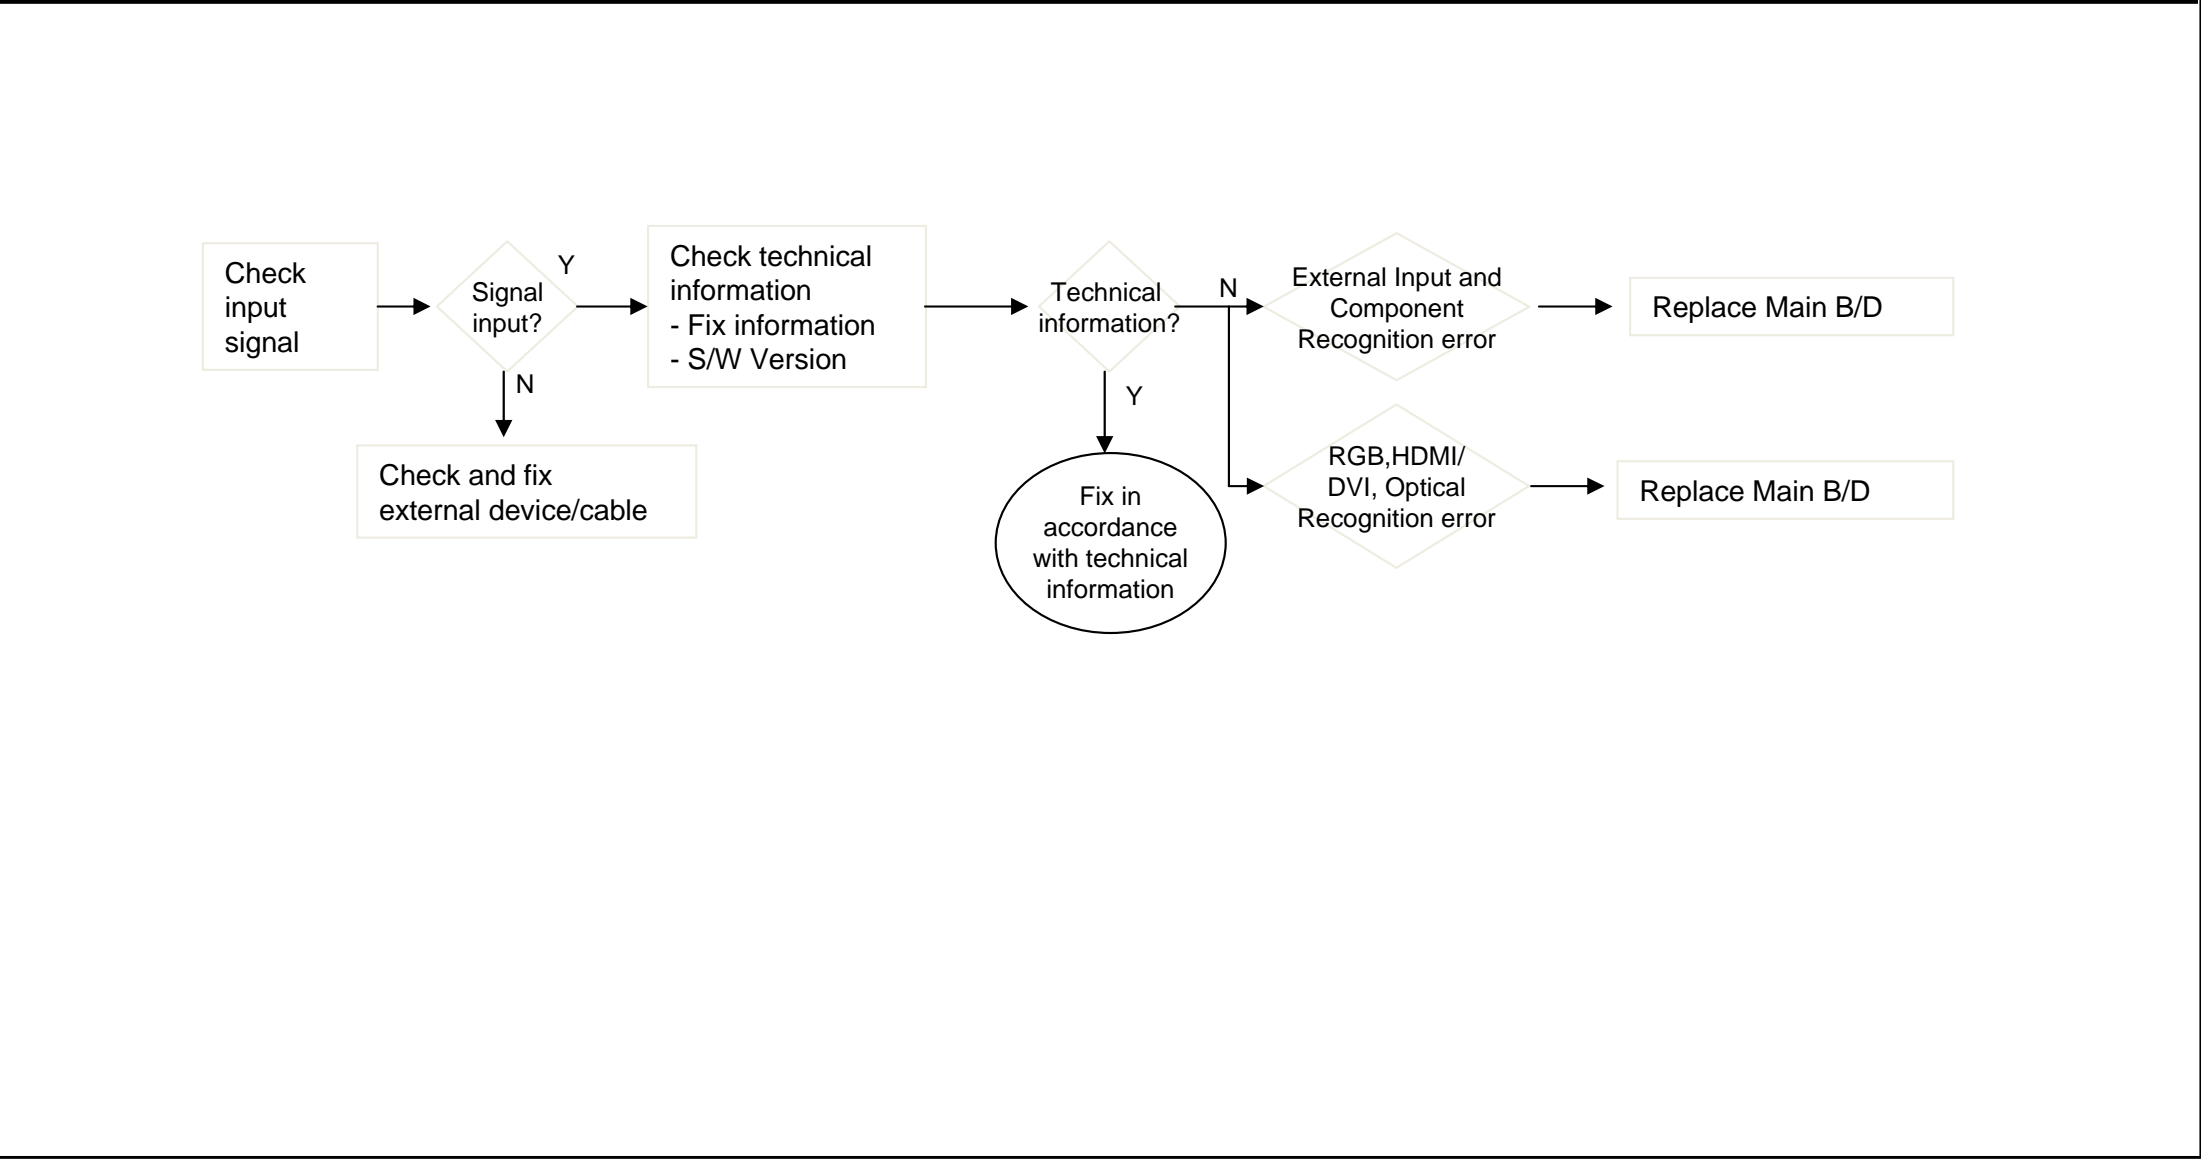 Check
input
signal
Signal
input?
Y
N
Check and fix
external device/cable
Check technical
information
- Fix information
- S/W Version
Technical
information?
N
Y
Fix in
accordance
with technical
information
External Input and
Component
Recognition error
Replace Main B/D
RGB,HDMI/
DVI, Optical
Recognition error
Replace Main B/D